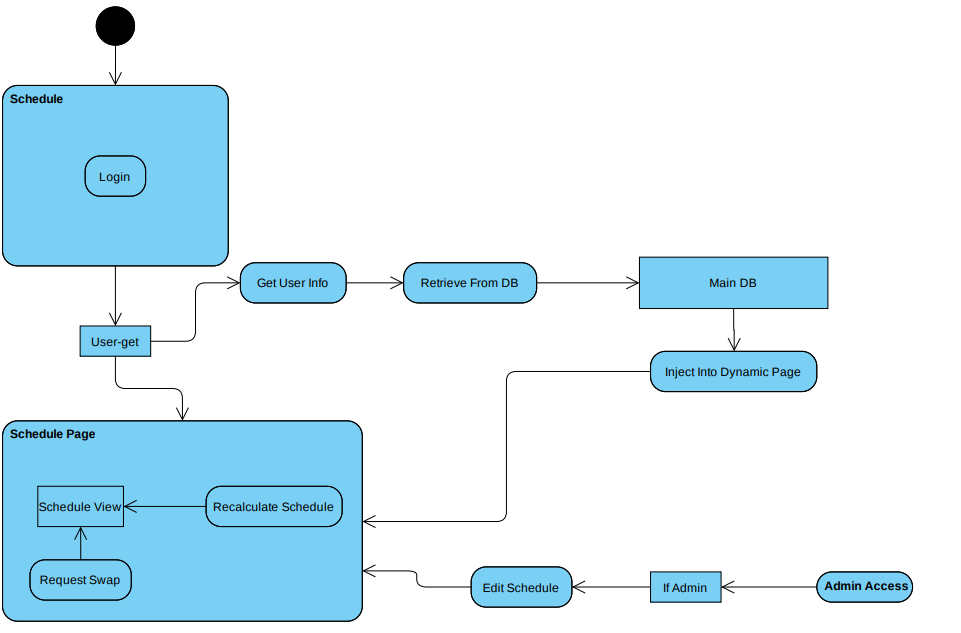 Schedule
Login
Get User Info
Retrieve From DB
Main DB
User-get
Inject Into Dynamic Page
Schedule Page
Schedule View
Recalculate Schedule
Request Swap
Edit Schedule
If Admin
Admin Access